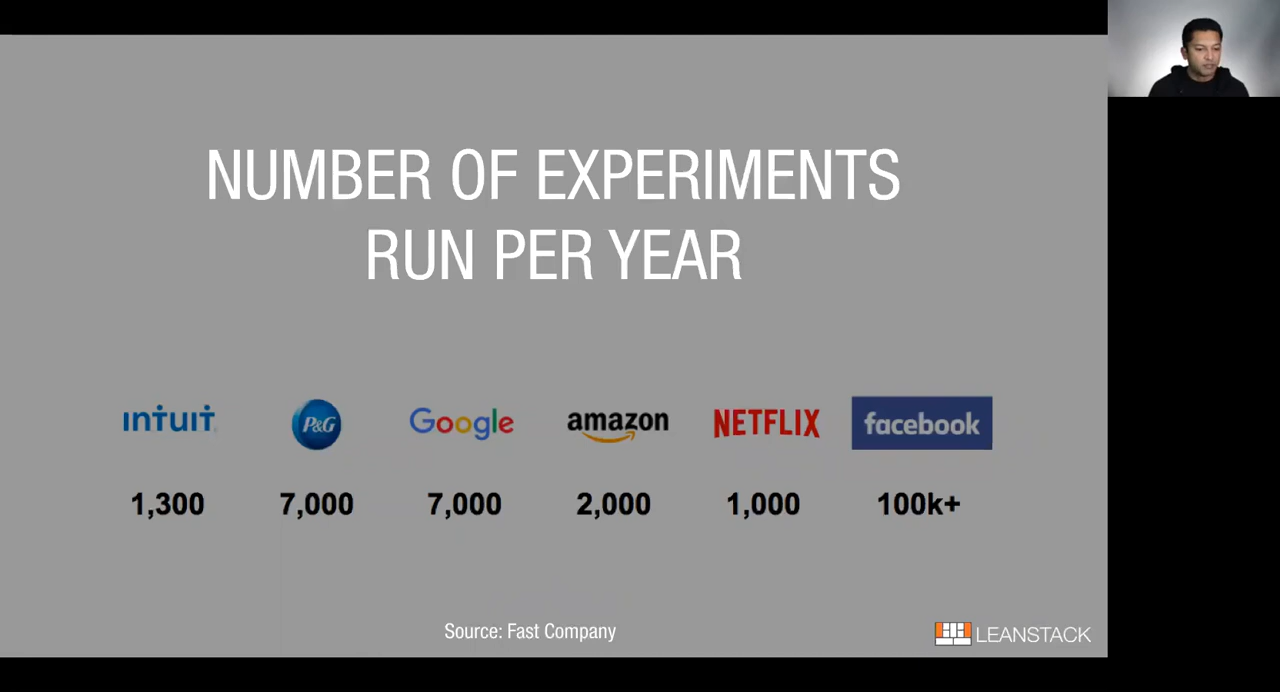 NUMBER OF EXPERIMENTS
RUN PER YEAR
intuit P&G Google amazon NETFLIX facebook
1,300 7,000 7,000 2,000 1,000 100k+
Source: Fast Company
LEANSTACK